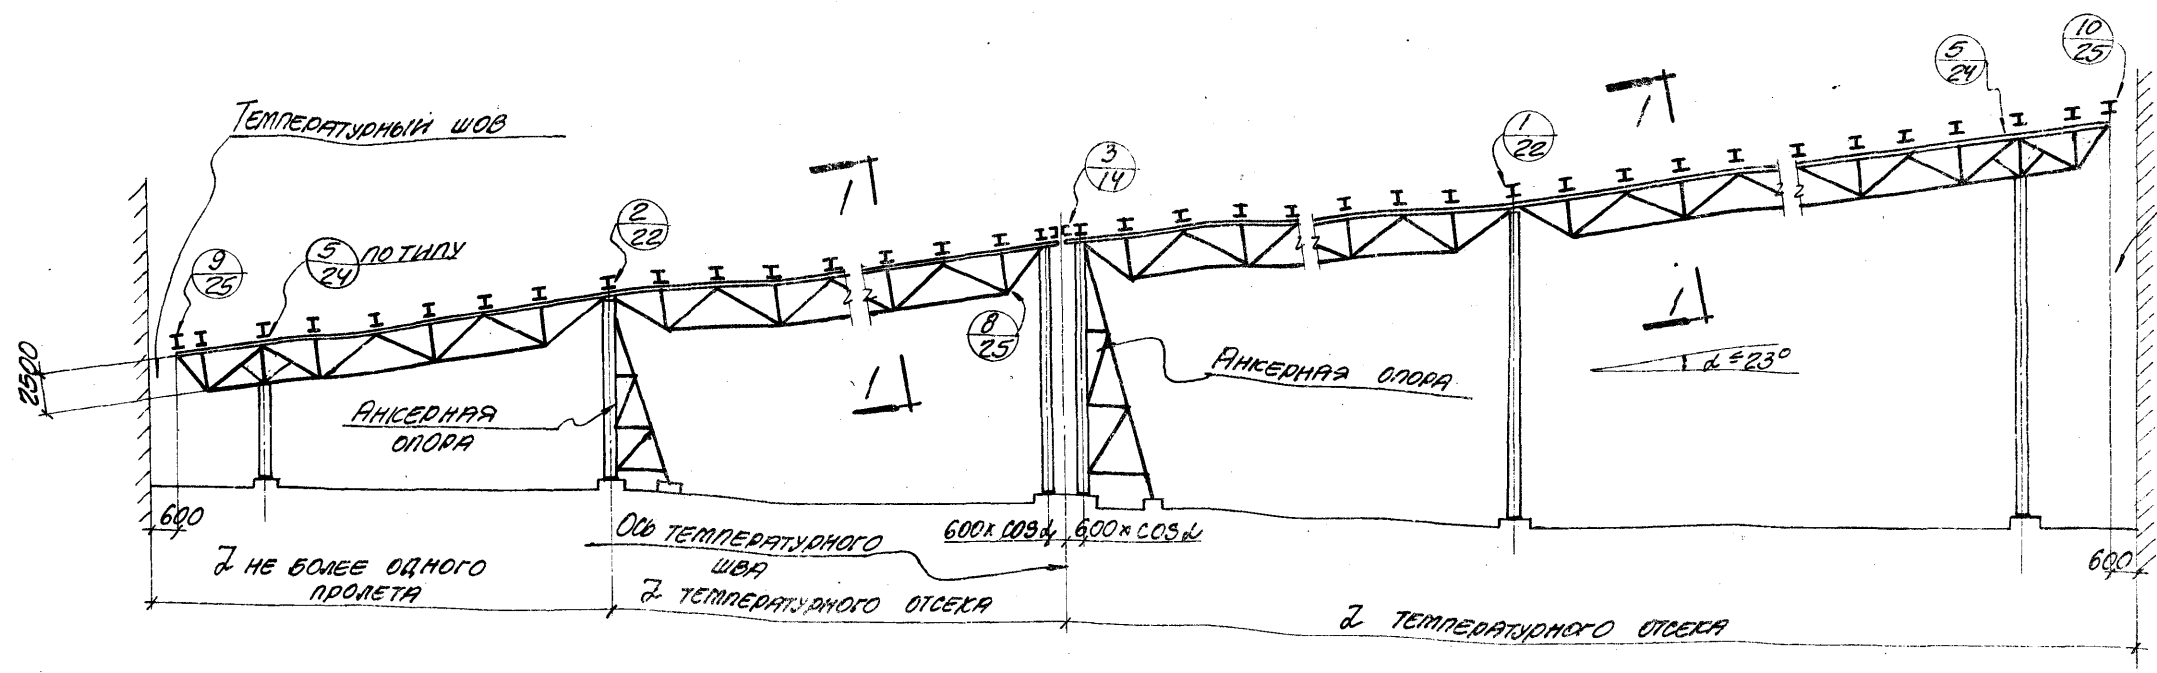 10
25
5
24
Температурный шов
1
1
22
3
14
1
2
22
5
24
по типу
9
25
8
25
1
1
2500
α ≤ 23°
Анкерная опора
Анкерная
опора
600
Ось температурного
шва
600 × cos α
600 × cos α
600
L не более одного
пролета
L температурного отсека
L температурного отсека